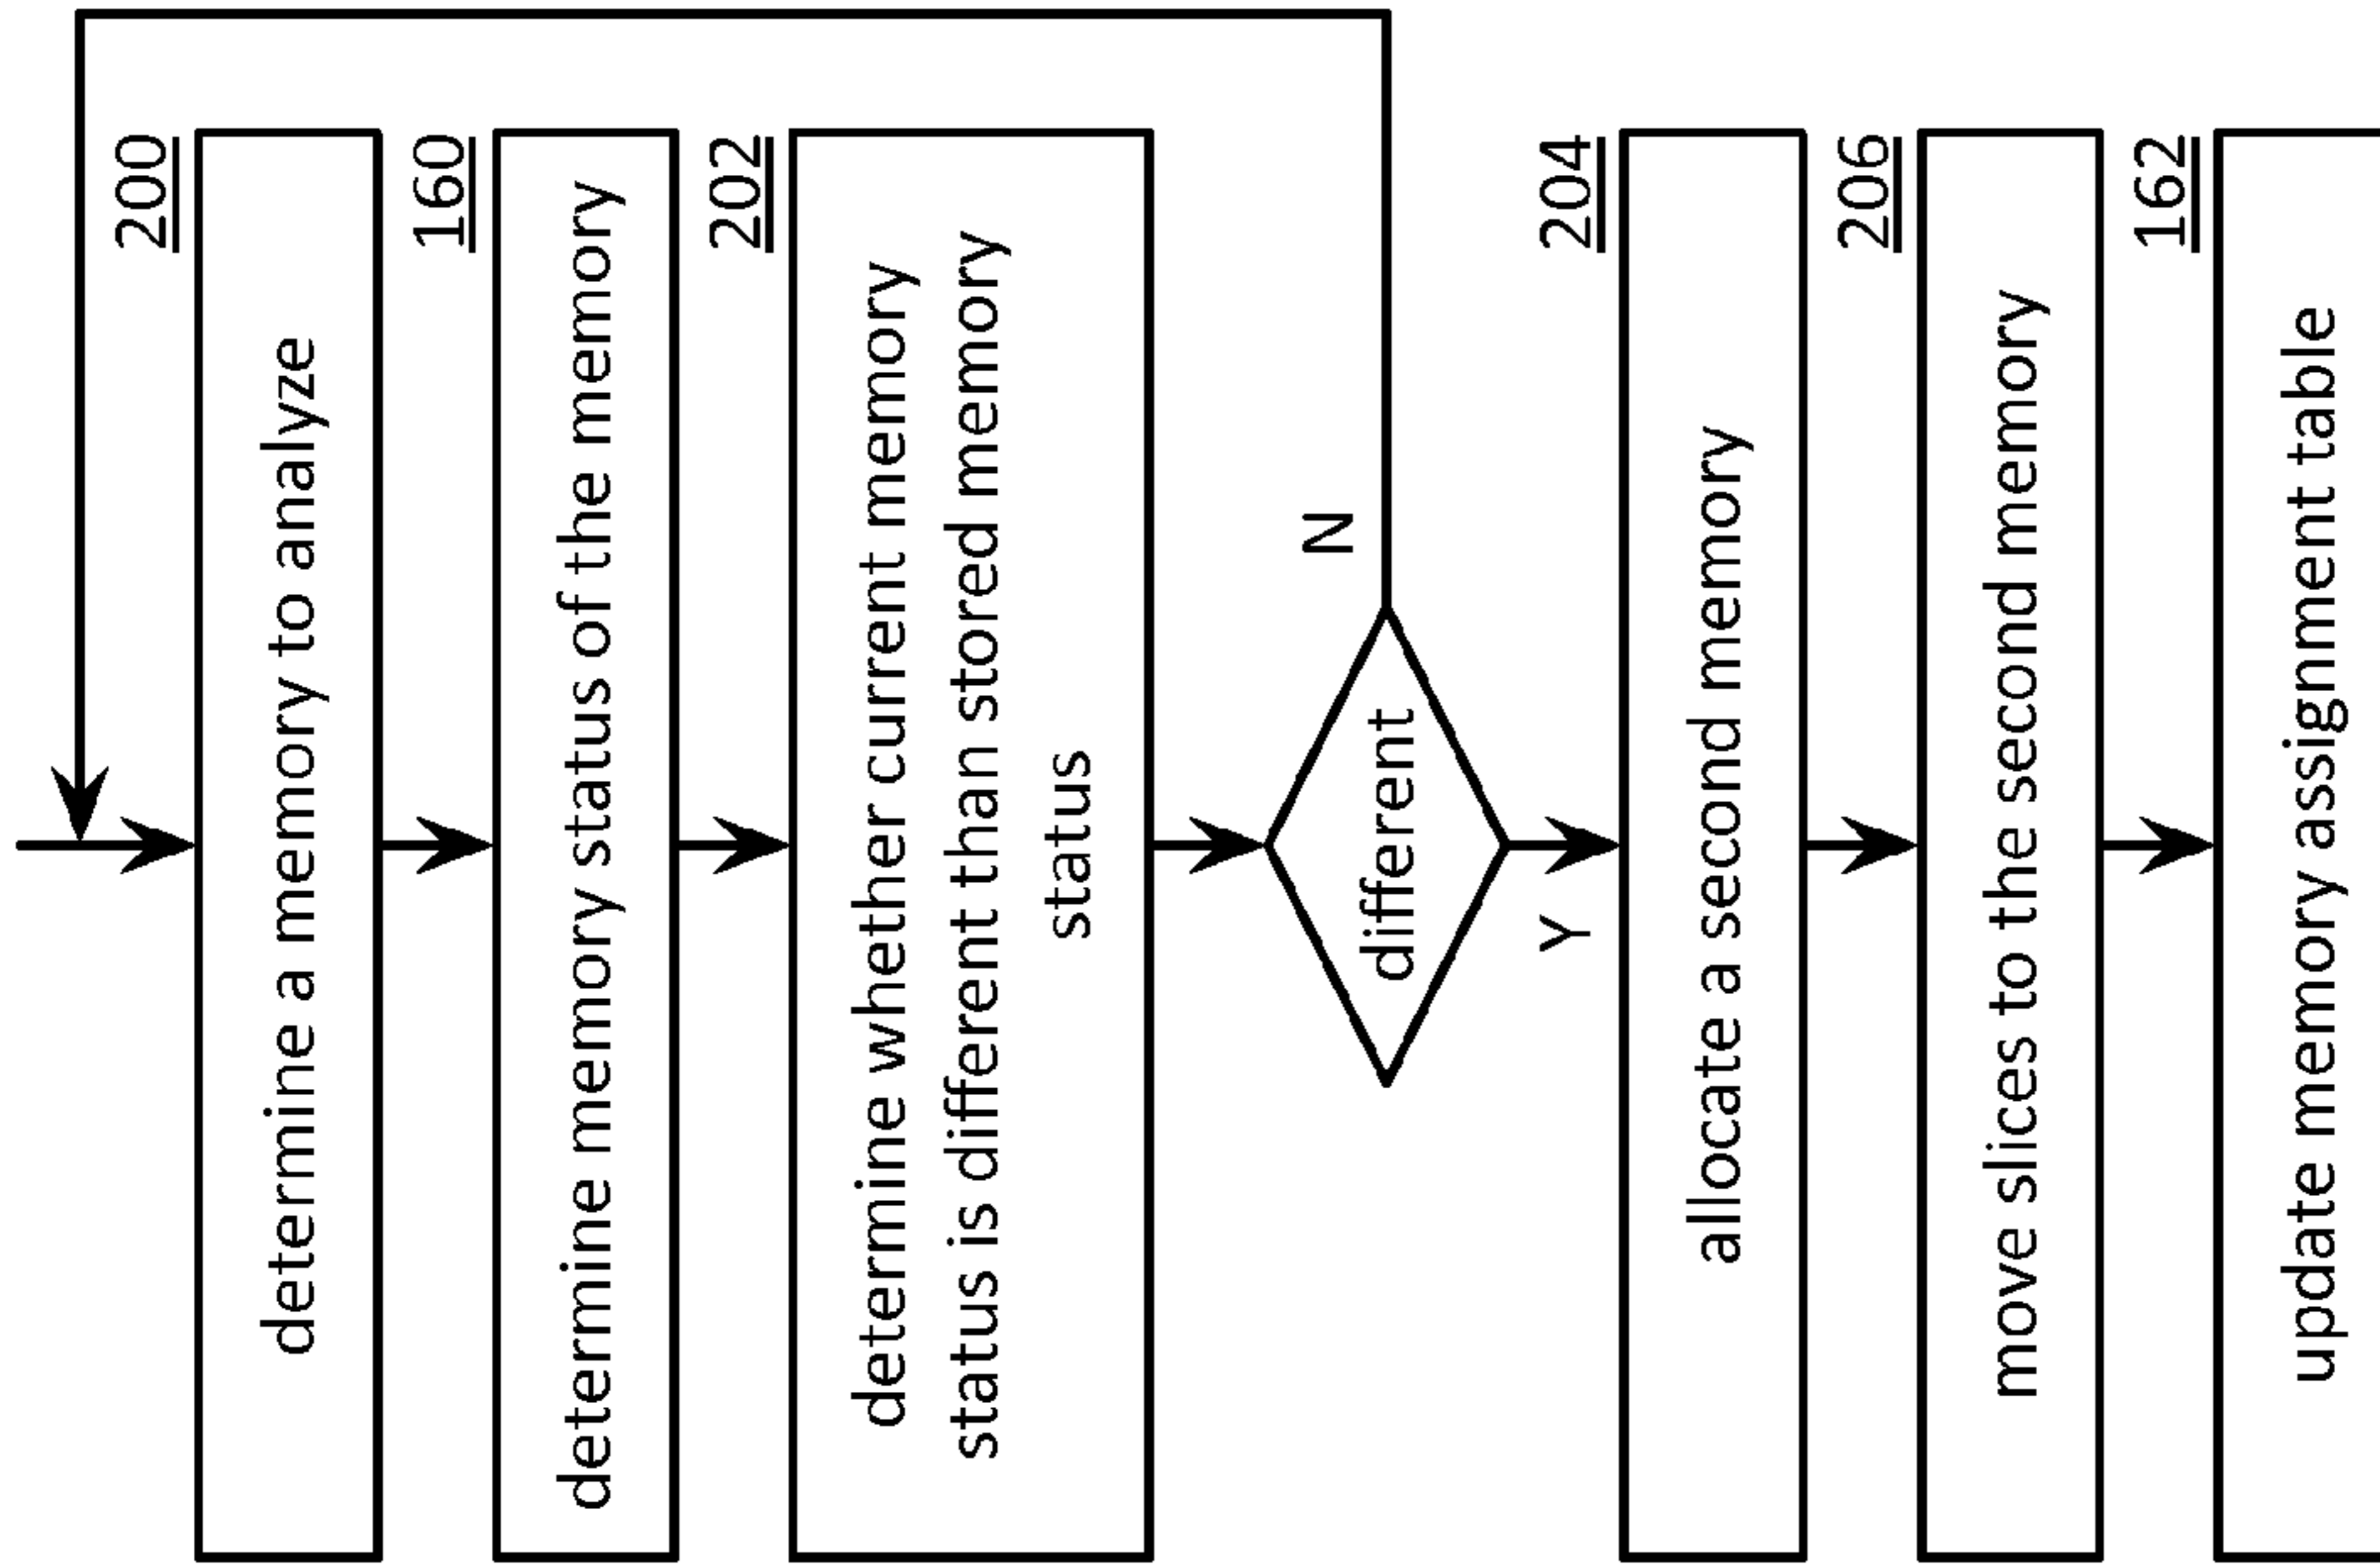 200
determine a memory to analyze
160
determine memory status of the memory
202
determine whether current memory
status is different than stored memory
status
different
N
Y
204
allocate a second memory
206
move slices to the second memory
162
update memory assignment table